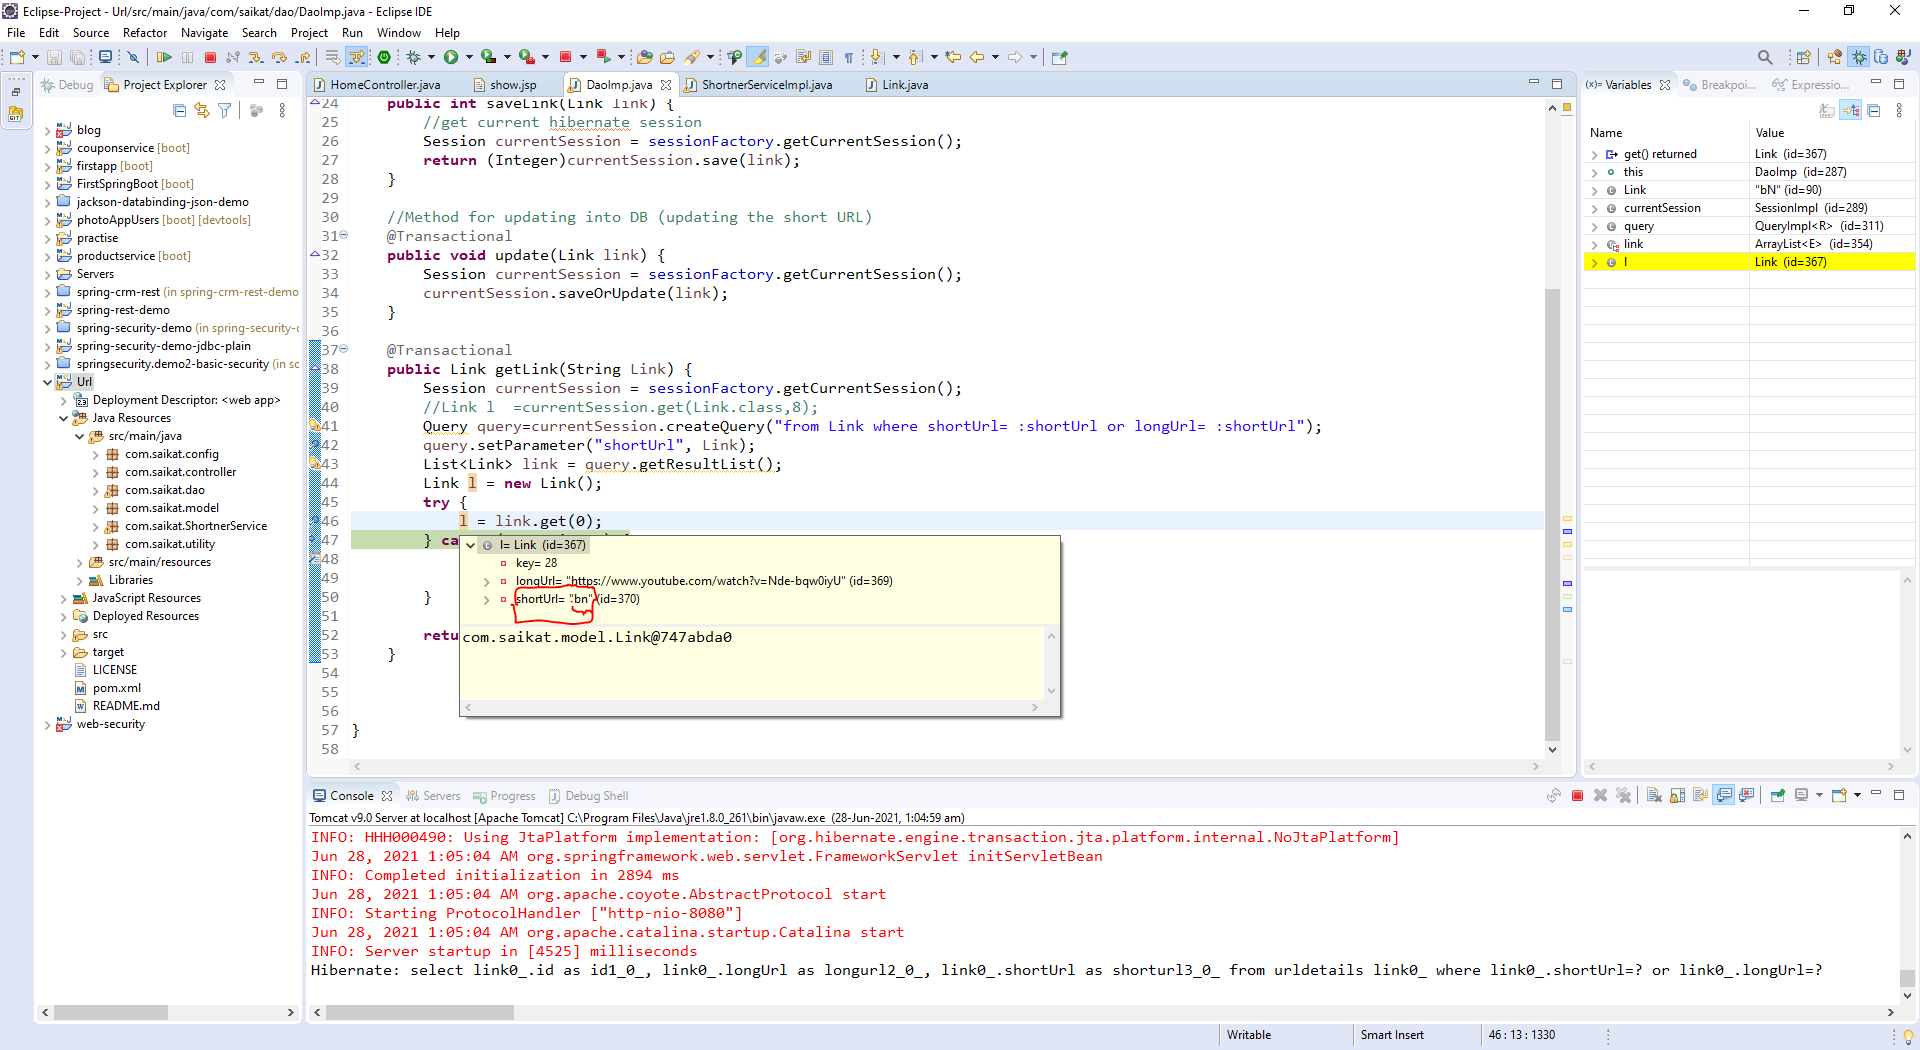 Eclipse-Project - Url/src/main/java/com/saikat/dao/DaoImp.java - Eclipse IDE
File Edit Source Refactor Navigate Search Project Run Window Help
Debug Project Explorer
HomeController.java show.jsp DaoImp.java ShortnerServiceImpl.java Link.java
(x)= Variables Breakpoi... Expressio...
GIT
blog
couponservice [boot]
firstapp [boot]
FirstSpringBoot [boot]
jackson-databinding-json-demo
photoAppUsers [boot] [devtools]
practise
productservice [boot]
Servers
spring-crm-rest (in spring-crm-rest-demo
spring-rest-demo
spring-security-demo (in spring-security-c
spring-security-demo-jdbc-plain
springsecurity.demo2-basic-security (in sc
Url
Deployment Descriptor: <web app>
Java Resources
src/main/java
com.saikat.config
com.saikat.controller
com.saikat.dao
com.saikat.model
com.saikat.ShortnerService
com.saikat.utility
src/main/resources
Libraries
JavaScript Resources
Deployed Resources
src
target
LICENSE
pom.xml
README.md
web-security
24 public int saveLink(Link link) {
25 //get current hibernate session
26 Session currentSession = sessionFactory.getCurrentSession();
27 return (Integer)currentSession.save(link);
28 }
29
30 //Method for updating into DB (updating the short URL)
31 @Transactional
32 public void update(Link link) {
33 Session currentSession = sessionFactory.getCurrentSession();
34 currentSession.saveOrUpdate(link);
35 }
36
37 @Transactional
38 public Link getLink(String Link) {
39 Session currentSession = sessionFactory.getCurrentSession();
40 //Link l =currentSession.get(Link.class,8);
41 Query query=currentSession.createQuery("from Link where shortUrl= :shortUrl or longUrl= :shortUrl");
42 query.setParameter("shortUrl", Link);
43 List<Link> link = query.getResultList();
44 Link l = new Link();
45 try {
46 l = link.get(0);
47 } ca
48
49
50 }
51
52 retu
53 }
54
55
56
57 }
58
l= Link (id=367)
key= 28
longUrl= "https://www.youtube.com/watch?v=Nde-bqw0iyU" (id=369)
shortUrl= "bn" (id=370)
com.saikat.model.Link@747abda0
Name Value
get() returned Link (id=367)
this DaoImp (id=287)
Link "bN" (id=90)
currentSession SessionImpl (id=289)
query QueryImpl<R> (id=311)
link ArrayList<E> (id=354)
l Link (id=367)
Console Servers Progress Debug Shell
Tomcat v9.0 Server at localhost [Apache Tomcat] C:\Program Files\Java\jre1.8.0_261\bin\javaw.exe (28-Jun-2021, 1:04:59 am)
INFO: HHH000490: Using JtaPlatform implementation: [org.hibernate.engine.transaction.jta.platform.internal.NoJtaPlatform]
Jun 28, 2021 1:05:04 AM org.springframework.web.servlet.FrameworkServlet initServletBean
INFO: Completed initialization in 2894 ms
Jun 28, 2021 1:05:04 AM org.apache.coyote.AbstractProtocol start
INFO: Starting ProtocolHandler ["http-nio-8080"]
Jun 28, 2021 1:05:04 AM org.apache.catalina.startup.Catalina start
INFO: Server startup in [4525] milliseconds
Hibernate: select link0_.id as id1_0_, link0_.longUrl as longurl2_0_, link0_.shortUrl as shorturl3_0_ from urldetails link0_ where link0_.shortUrl=? or link0_.longUrl=?
Writable Smart Insert 46 : 13 : 1330